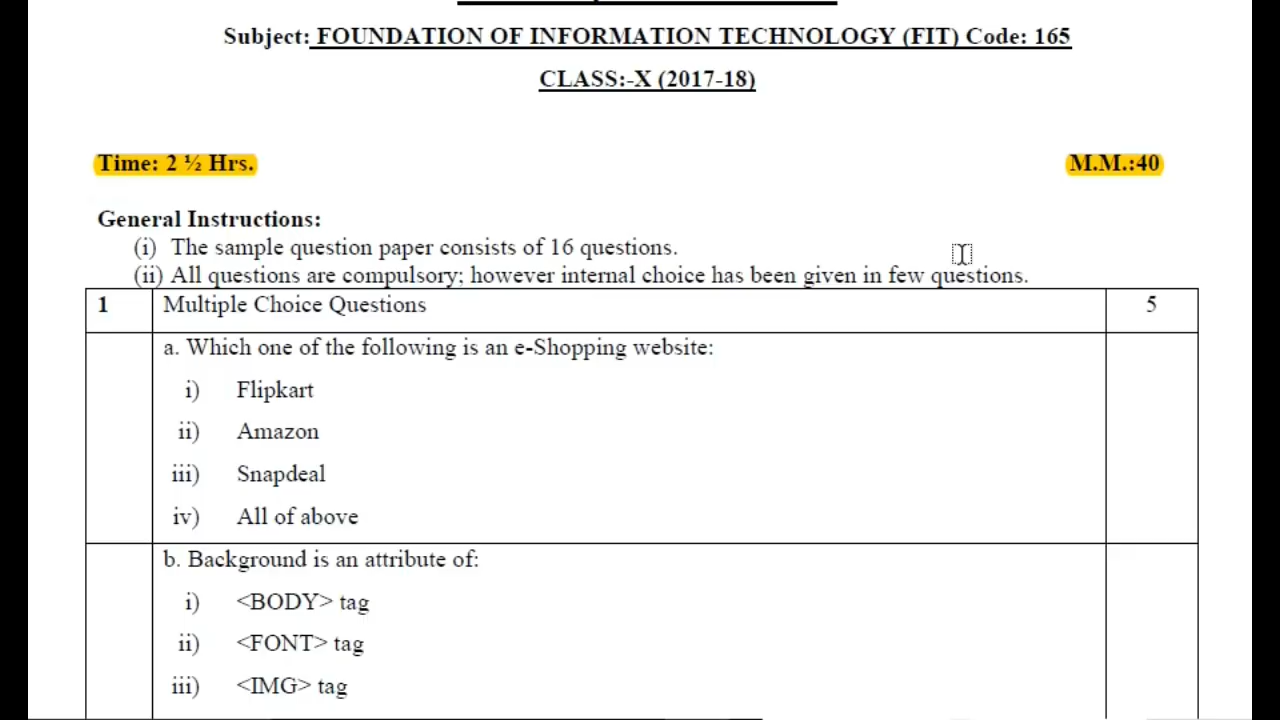 Subject: FOUNDATION OF INFORMATION TECHNOLOGY (FIT) Code: 165
CLASS:-X (2017-18)
Time: 2 ½ Hrs. M.M.:40
General Instructions:
(i) The sample question paper consists of 16 questions.
(ii) All questions are compulsory; however internal choice has been given in few questions.
1 Multiple Choice Questions 5
a. Which one of the following is an e-Shopping website:
i) Flipkart
ii) Amazon
iii) Snapdeal
iv) All of above
b. Background is an attribute of:
i) <BODY> tag
ii) <FONT> tag
iii) <IMG> tag